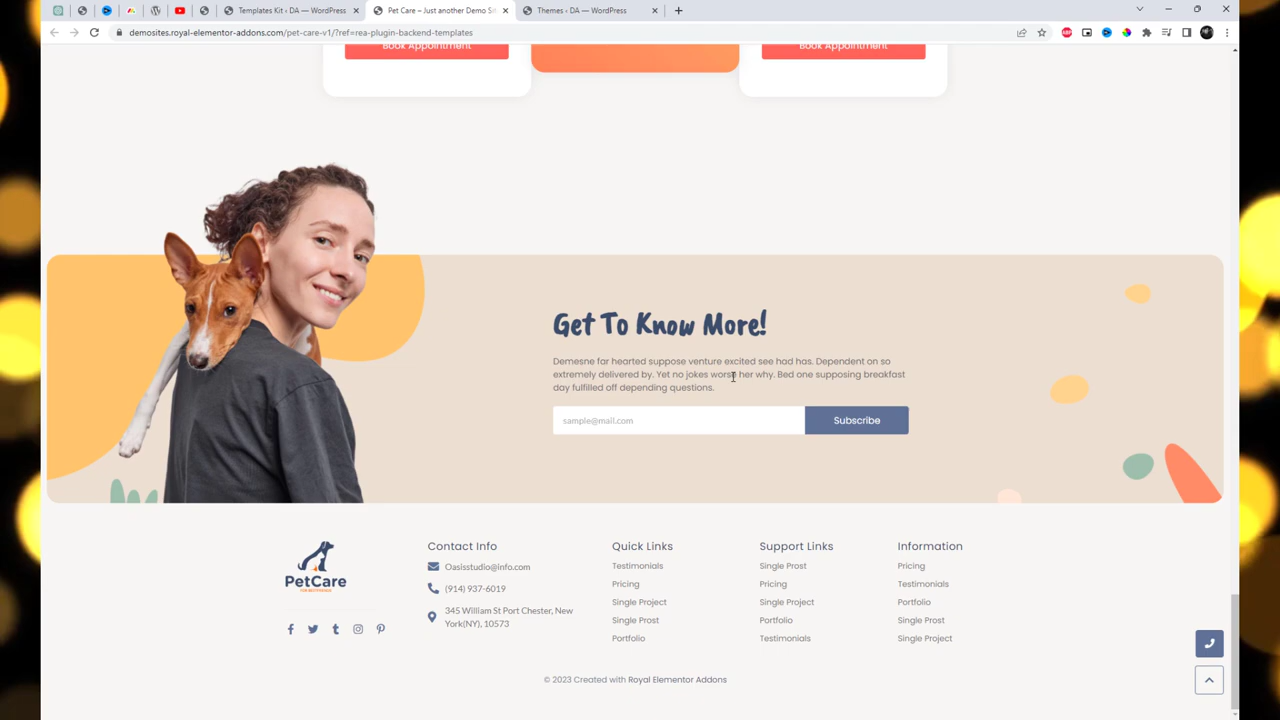 Templates Kit ‹ DA — WordPress
Pet Care – Just another Demo Si
Themes ‹ DA — WordPress
demosites.royal-elementor-addons.com/pet-care-v1/?ref=rea-plugin-backend-templates
Book Appointment
Book Appointment
Get To Know More!
Demesne far hearted suppose venture excited see had has. Dependent on so
extremely delivered by. Yet no jokes worse her why. Bed one supposing breakfast
day fulfilled off depending questions.
sample@mail.com
Subscribe
PetCare
FOR BESTFRIENDS
Contact Info
Oasisstudio@info.com
(914) 937-6019
345 William St Port Chester, New
York(NY), 10573
Quick Links
Testimonials
Pricing
Single Project
Single Prost
Portfolio
Support Links
Single Prost
Pricing
Single Project
Portfolio
Testimonials
Information
Pricing
Testimonials
Portfolio
Single Prost
Single Project
© 2023 Created with Royal Elementor Addons